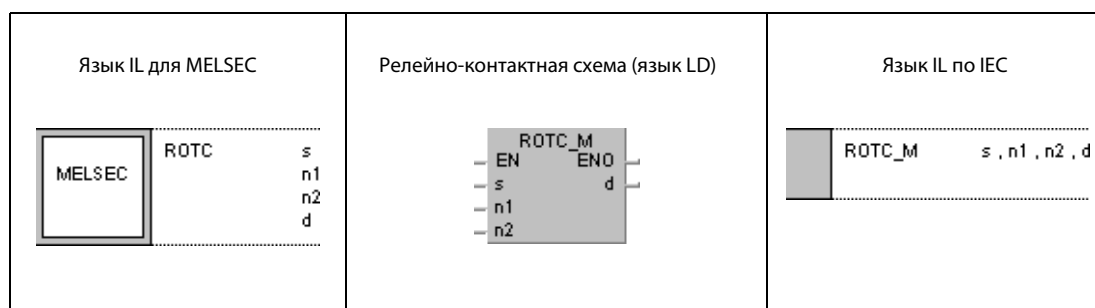 Язык IL для MELSEC
MELSEC
ROTC s
n1
n2
d
Релейно-контактная схема (язык LD)
ROTC_M
EN ENO
s d
n1
n2
Язык IL по IEC
ROTC_M s , n1 , n2 , d